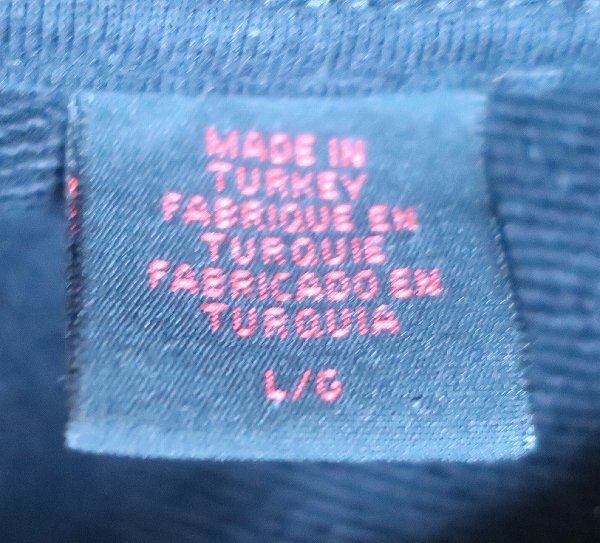 MADE IN
TURKEY
FABRIQUE EN
TURQUIE
FABRICADO EN
TURQUIA
L/G